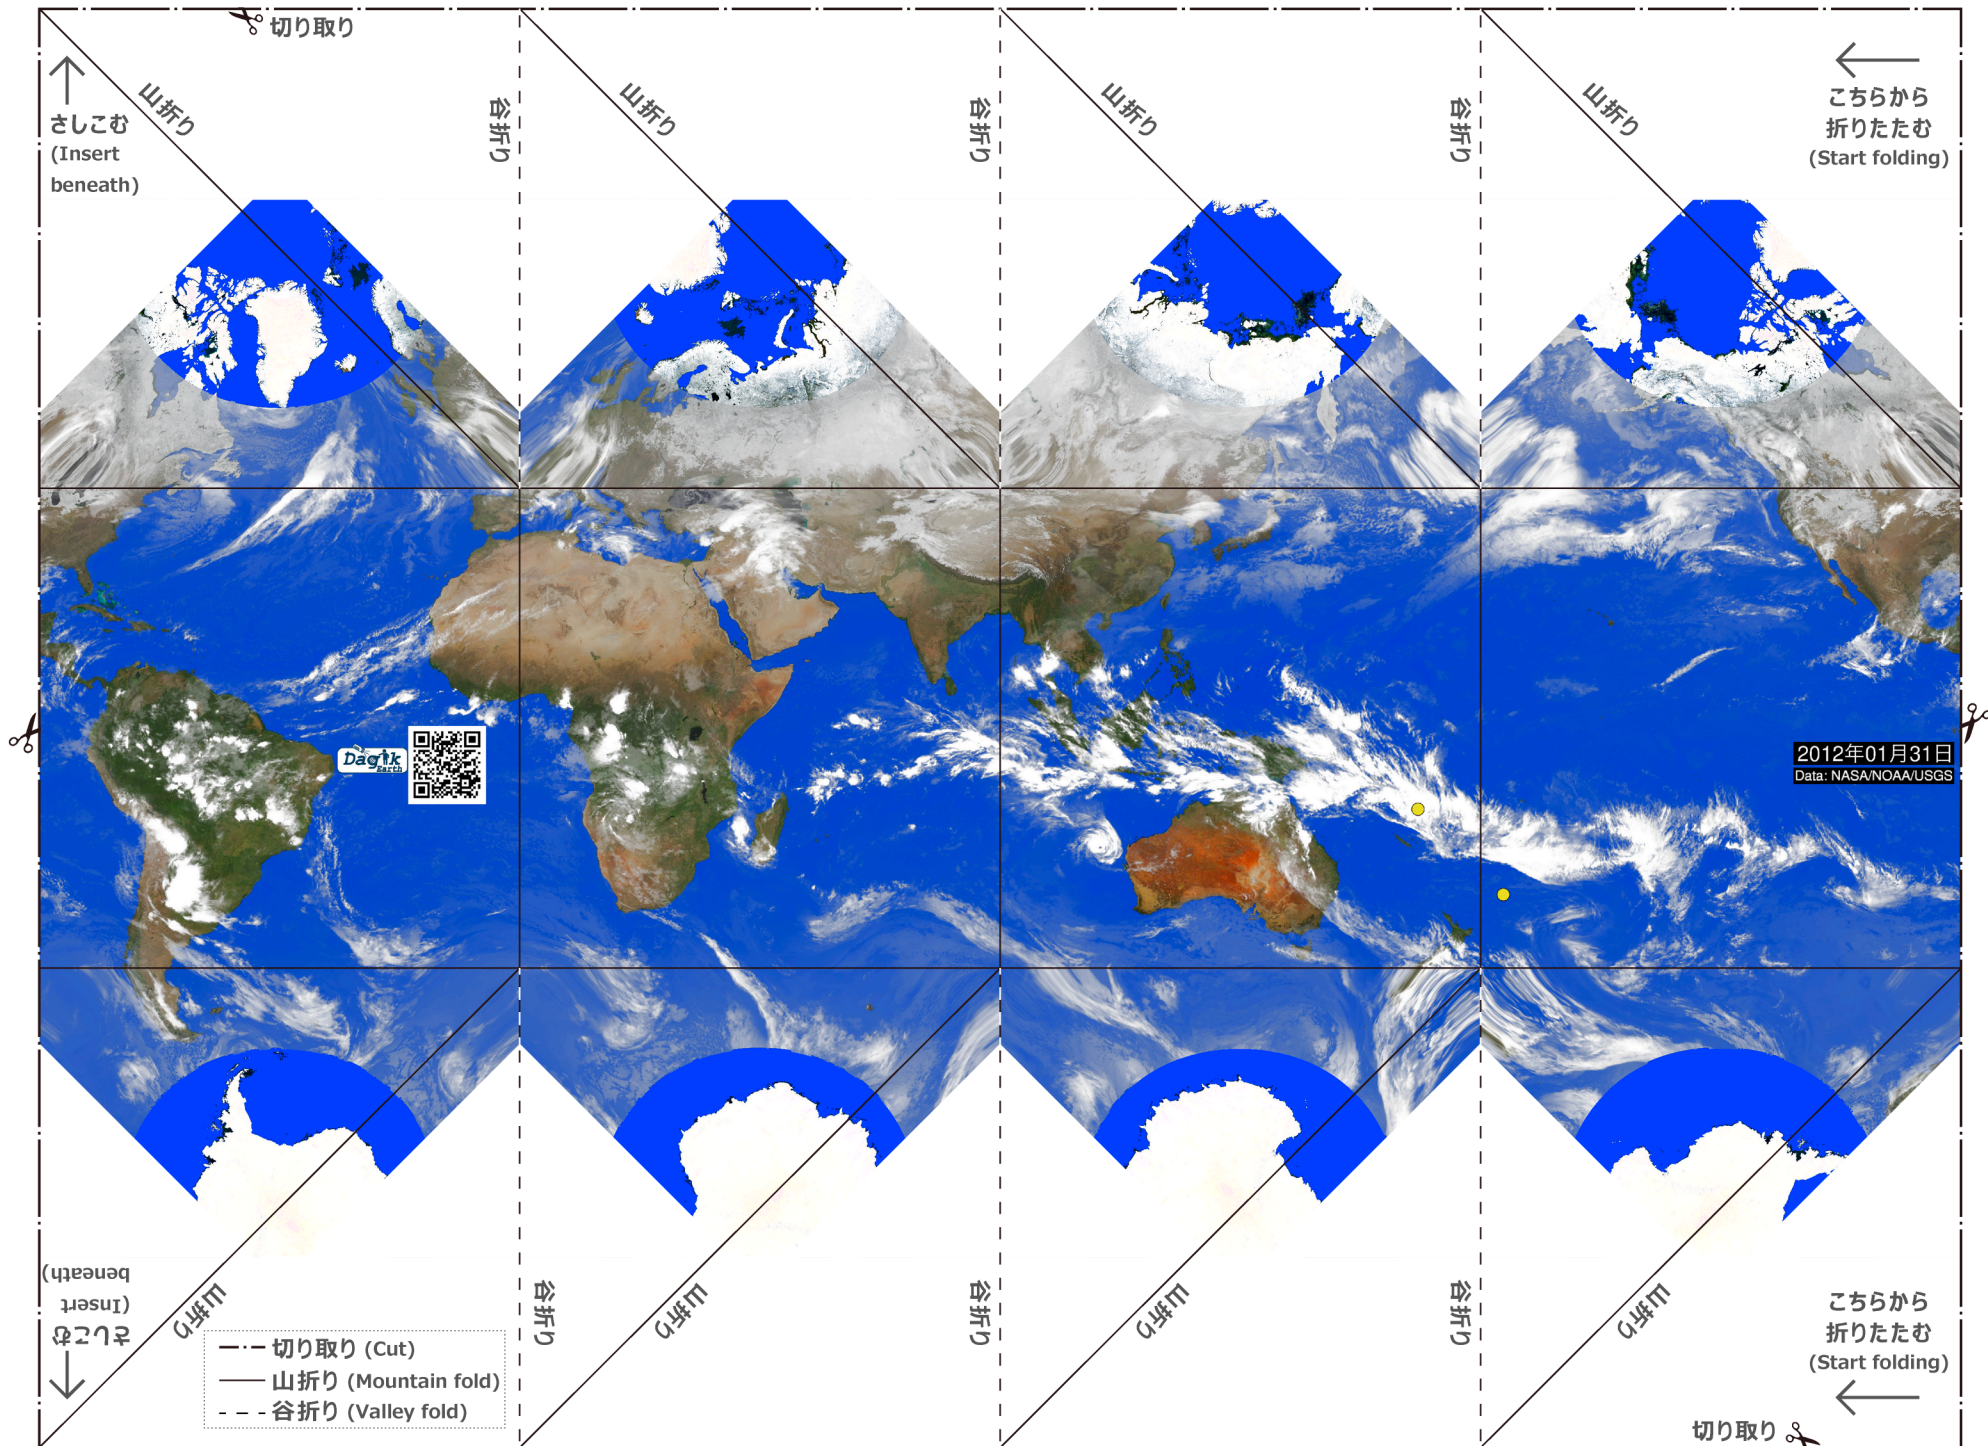 切り取り
さしこむ
(Insert
beneath)
山折り
谷折り
山折り
谷折り
山折り
谷折り
山折り
こちらから
折りたたむ
(Start folding)
Dagik
Earth
2012年01月31日
Data: NASA/NOAA/USGS
さしこむ
(Insert
beneath)
山折り
谷折り
山折り
谷折り
山折り
谷折り
山折り
こちらから
折りたたむ
(Start folding)
切り取り (Cut)
山折り (Mountain fold)
谷折り (Valley fold)
切り取り